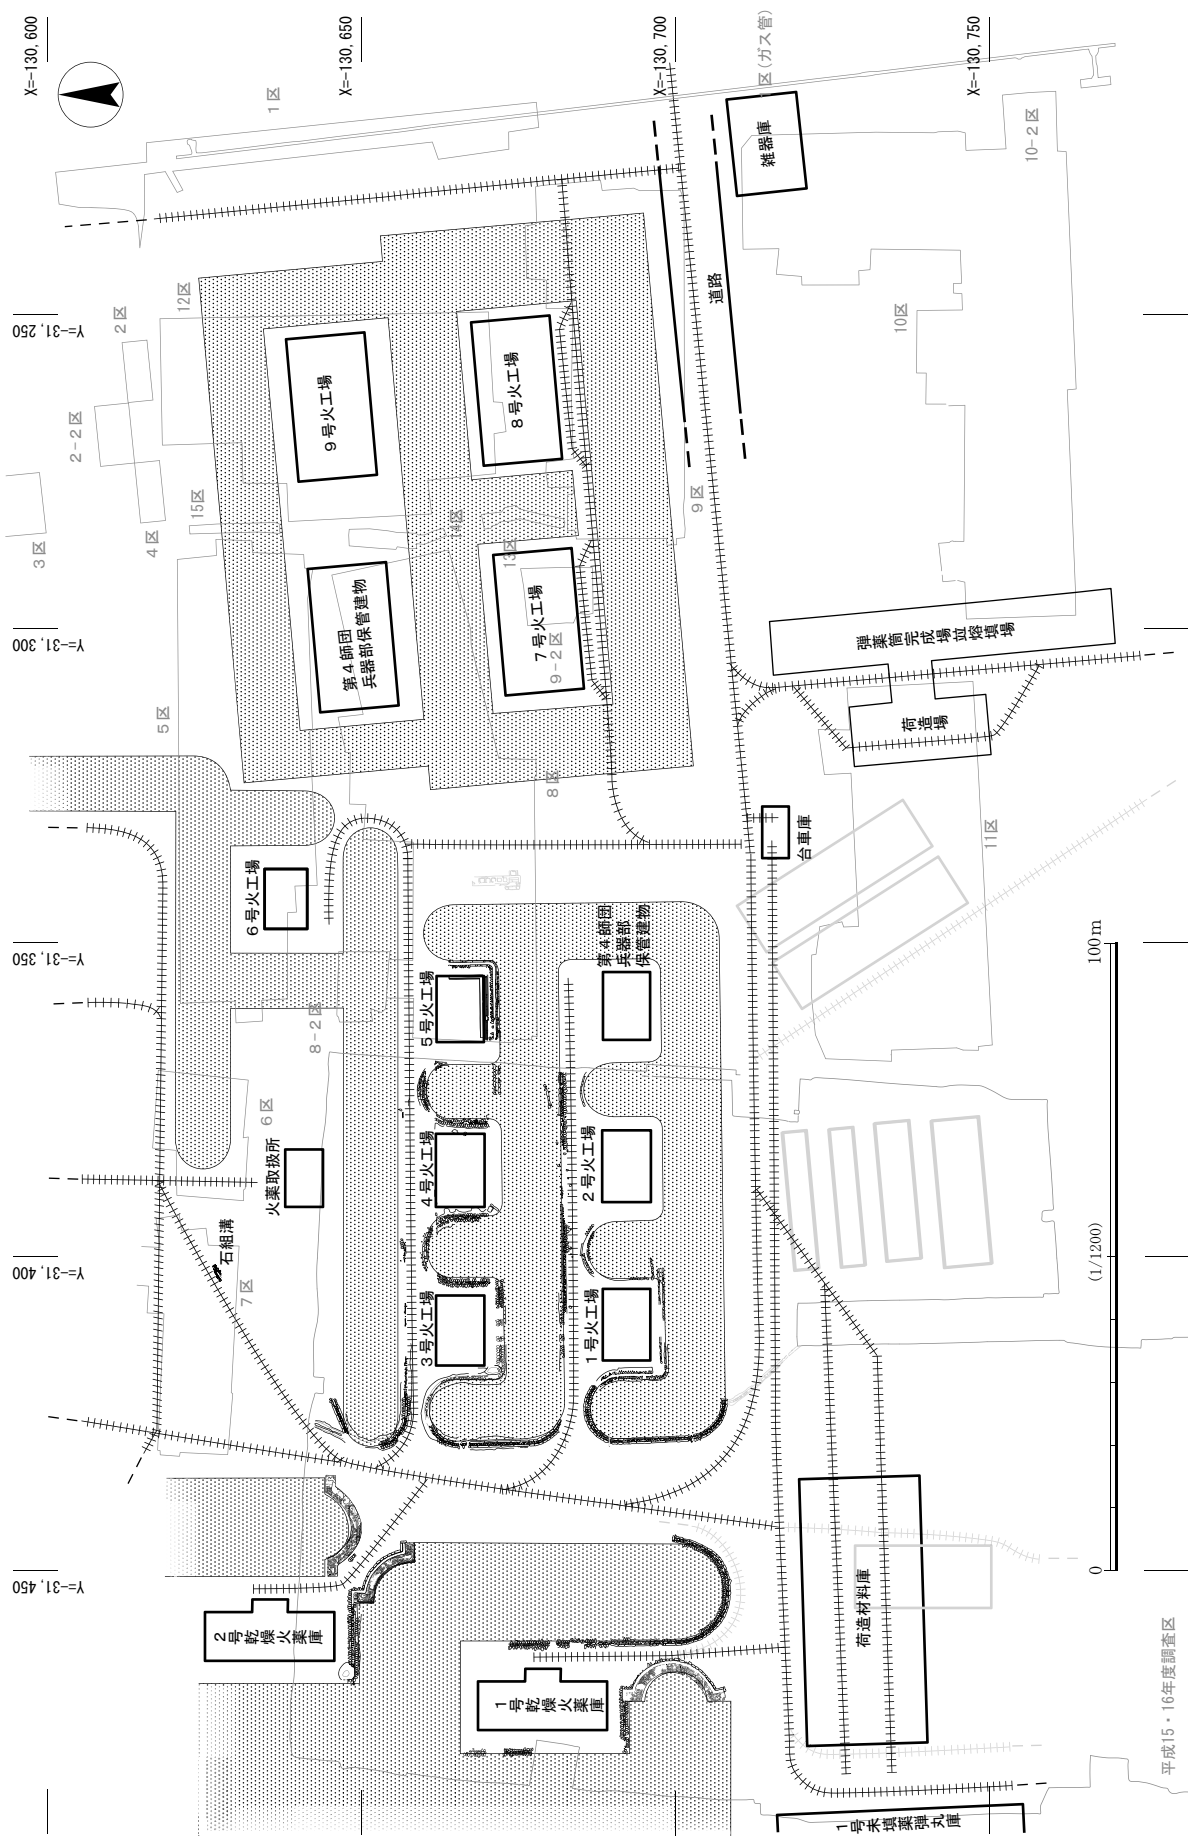 X=-130,600
X=-130,650
X=-130,700
X=-130,750
Y=-31,250
Y=-31,300
Y=-31,350
Y=-31,400
Y=-31,450
1区
1区(ガス管)
雑器庫
10-2区
12区
2区
2-2区
道路
10区
9号火工場
8号火工場
15区
3区
4区
14区
13区
9区
第4師団
兵器部保管建物
7号火工場
9-2区
弾薬筒完成場竝熔填場
荷造場
5区
8区
台車庫
11区
6号火工場
第4師団
兵器部
保管建物
5号火工場
8-2区
6区
火薬取扱所
4号火工場
2号火工場
石組溝
7区
3号火工場
1号火工場
2号乾燥火薬庫
1号乾燥火薬庫
荷造材料庫
1号未填薬弾丸庫
0
(1/1200)
100m
平成15・16年度調査区